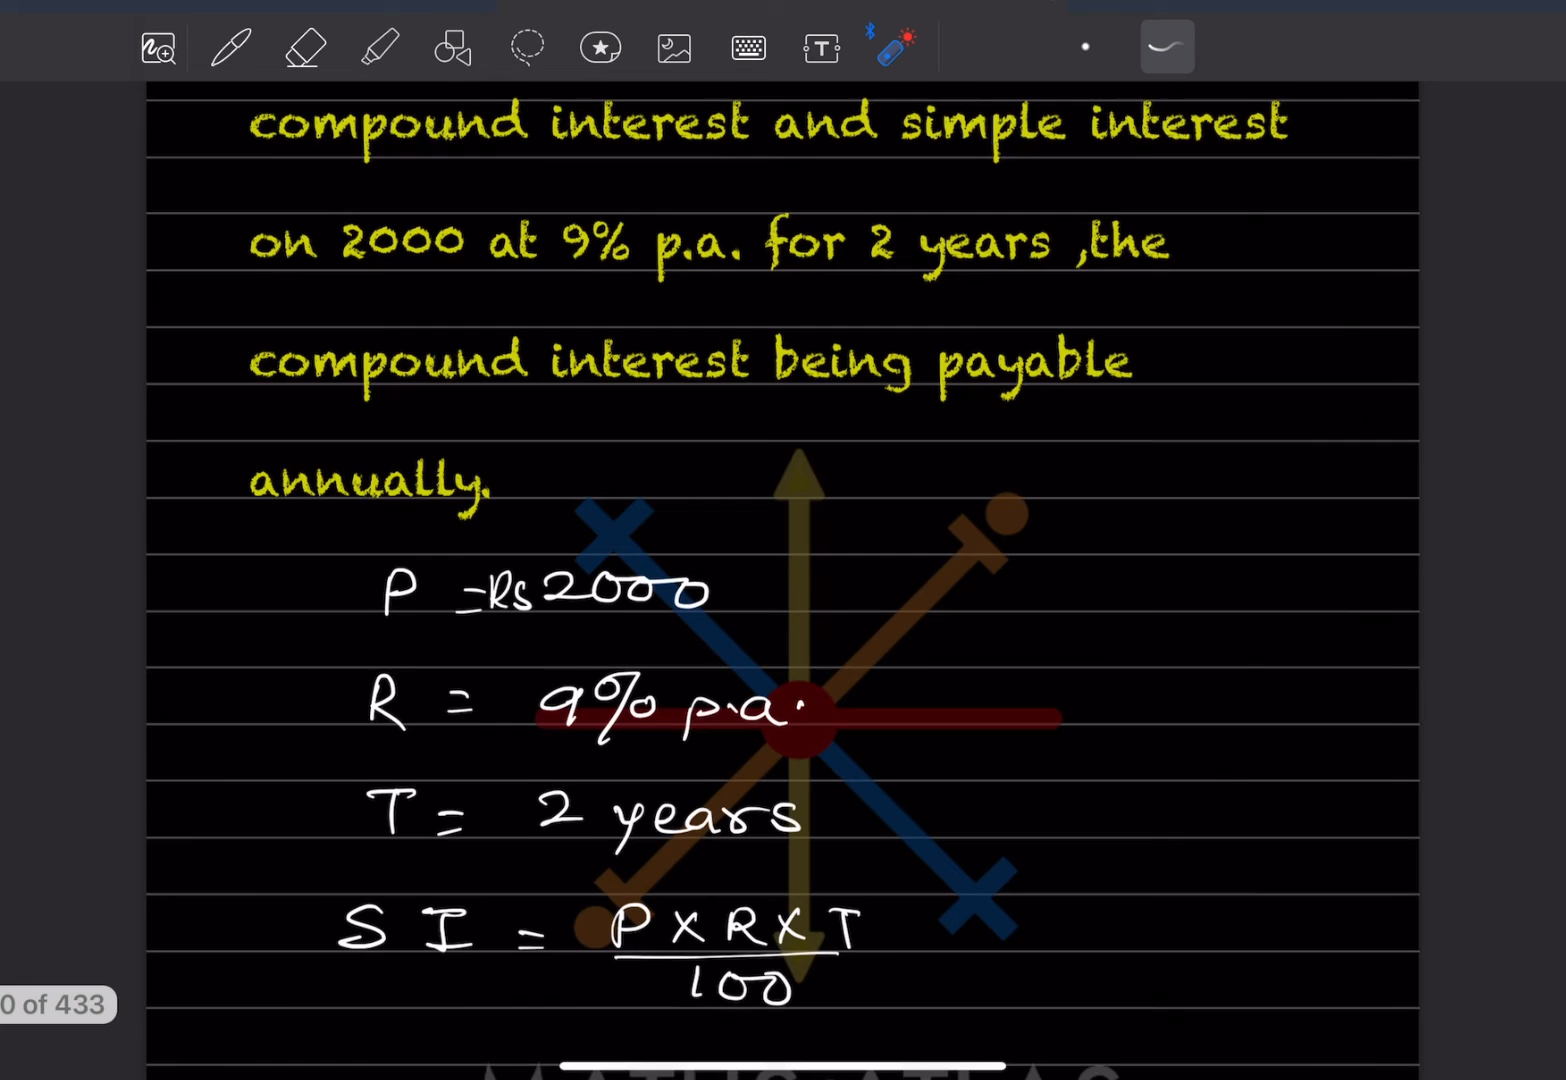 compound interest and simple interest
on 2000 at 9% p.a. for 2 years ,the
compound interest being payable
annually.
P =Rs 2000
R = 9% p.a.
T = 2 years
S I = P X R X T
100
0 of 433